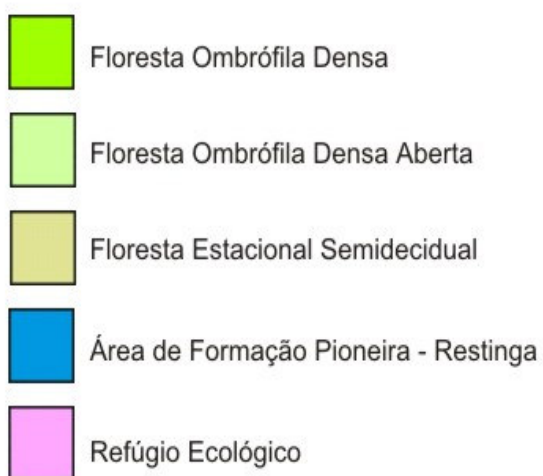 Floresta Ombrófila Densa
Floresta Ombrófila Densa Aberta
Floresta Estacional Semidecidual
Área de Formação Pioneira - Restinga
Refúgio Ecológico